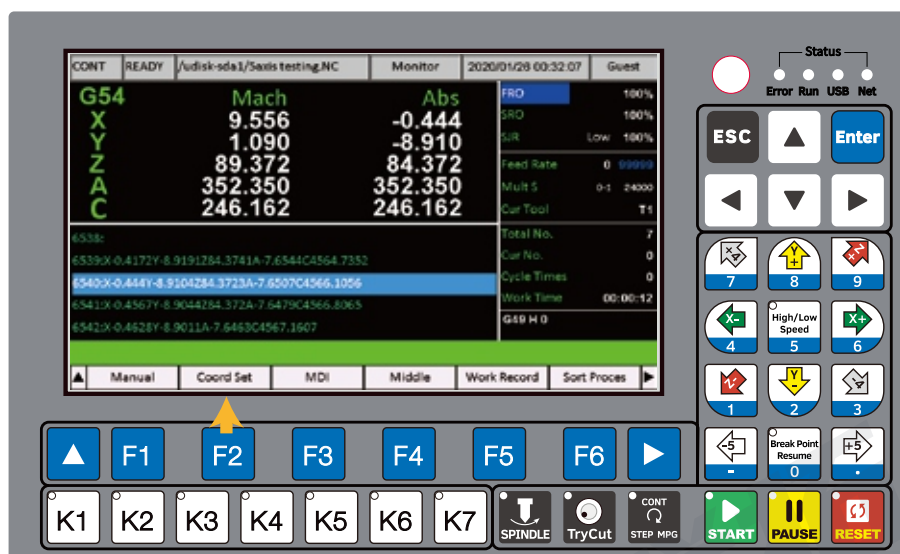 Status
Error Run USB Net
CONT READY /udisk-sda1/5axis testing.NC Monitor 2020/01/28 00:32:07 Guest
G54 Mach Abs
X 9.556 -0.444
Y 1.090 -8.910
Z 89.372 84.372
A 352.350 352.350
C 246.162 246.162
FRO 100%
SRO 100%
SJR Low 100%
Feed Rate 0 99999
Mult S 0-1 24000
Cur Tool T1
Total No. 7
Cur No. 0
Cycle Times 0
Work Time 00:00:12
G49 H 0
6538:
6539:X-0.4172Y-8.9191Z84.3741A-7.6544C4564.7352
6540:X-0.444Y-8.9104Z84.3723A-7.6507C4566.1056
6541:X-0.4567Y-8.9044Z84.372A-7.6479C4566.8065
6542:X-0.4628Y-8.9011A-7.6463C4567.1607
Manual Coord Set MDI Middle Work Record Sort Proces
ESC Enter
F1 F2 F3 F4 F5 F6
K1 K2 K3 K4 K5 K6 K7
SPINDLE TryCut CONT STEP MPG
+4 7
Y+ 8
Z+ 9
X- 4
High/Low Speed 5
X+ 6
Z- 1
Y- 2
-4 3
-5 -
Break Point Resume 0
+5 .
START PAUSE RESET